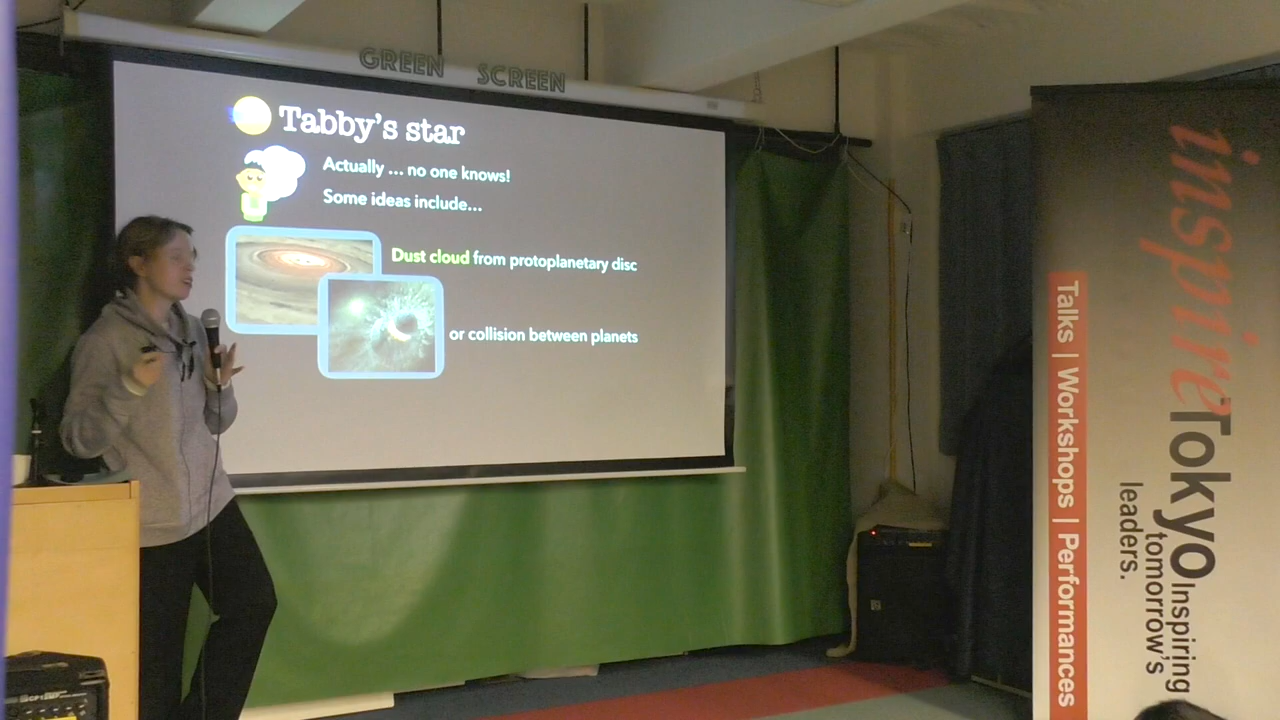 GREEN SCREEN
Tabby's star
Actually ... no one knows!
Some ideas include...
Dust cloud from protoplanetary disc
or collision between planets
inspire Tokyo
Inspiring
tomorrow's
leaders.
Talks | Workshops | Performances